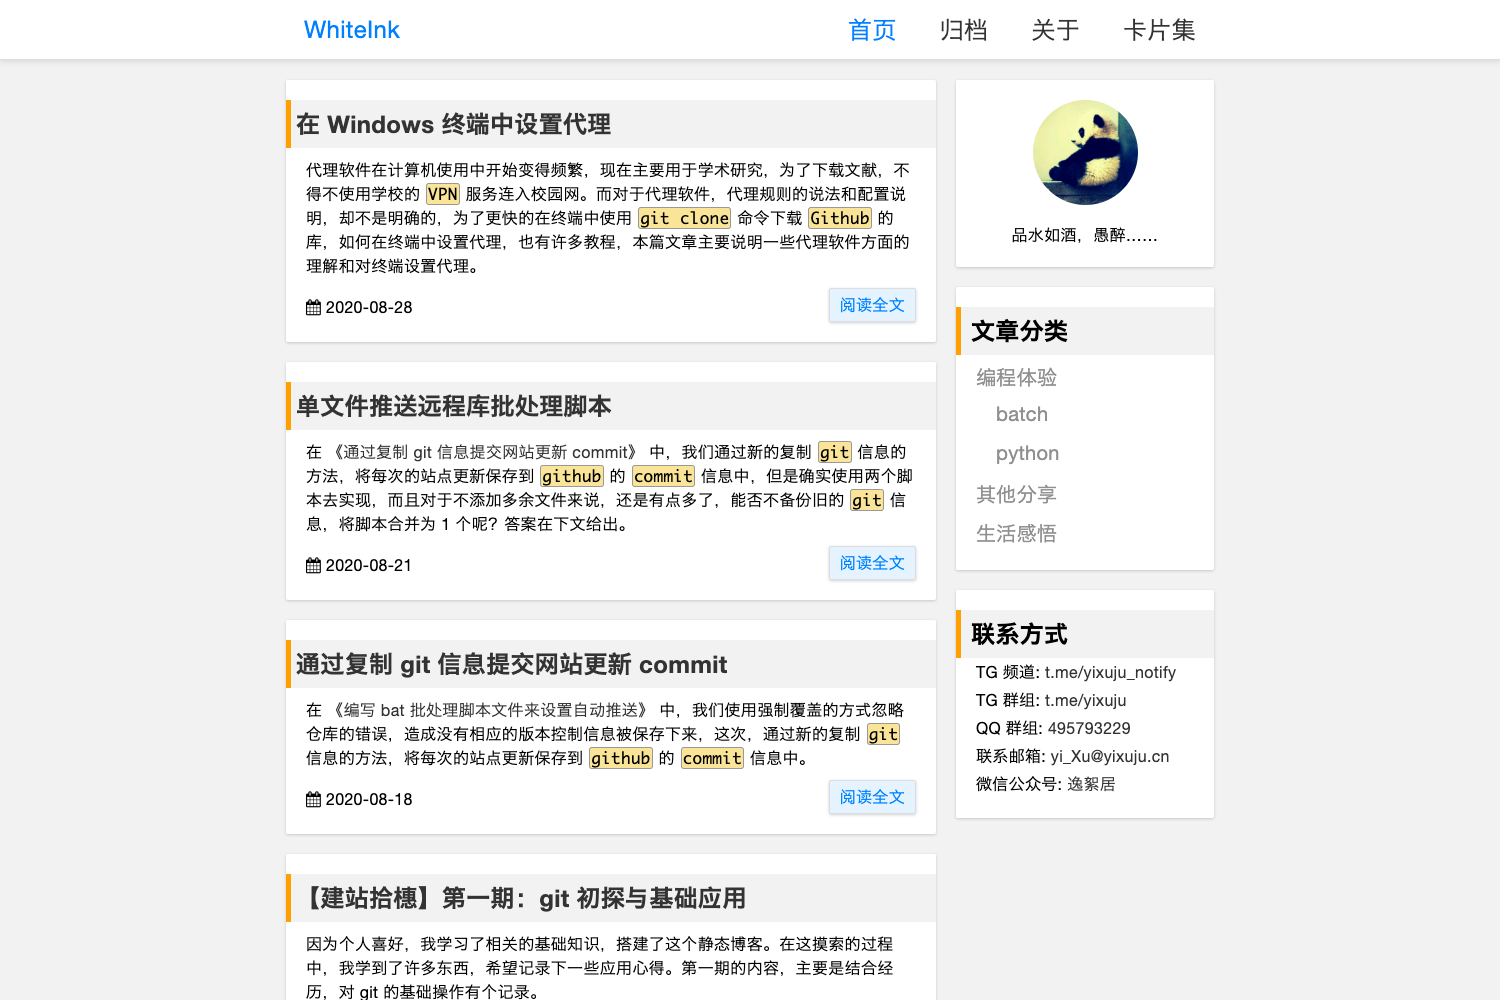 WhiteInk
首页
归档
关于
卡片集
在 Windows 终端中设置代理
代理软件在计算机使用中开始变得频繁，现在主要用于学术研究，为了下载文献，不
得不使用学校的 VPN 服务连入校园网。而对于代理软件，代理规则的说法和配置说
明，却不是明确的，为了更快的在终端中使用 git clone 命令下载 Github 的
库，如何在终端中设置代理，也有许多教程，本篇文章主要说明一些代理软件方面的
理解和对终端设置代理。
2020-08-28
阅读全文
单文件推送远程库批处理脚本
在 《通过复制 git 信息提交网站更新 commit》 中，我们通过新的复制 git 信息的
方法，将每次的站点更新保存到 github 的 commit 信息中，但是确实使用两个脚
本去实现，而且对于不添加多余文件来说，还是有点多了，能否不备份旧的 git 信
息，将脚本合并为 1 个呢？答案在下文给出。
2020-08-21
阅读全文
通过复制 git 信息提交网站更新 commit
在 《编写 bat 批处理脚本文件来设置自动推送》 中，我们使用强制覆盖的方式忽略
仓库的错误，造成没有相应的版本控制信息被保存下来，这次，通过新的复制 git
信息的方法，将每次的站点更新保存到 github 的 commit 信息中。
2020-08-18
阅读全文
【建站拾橞】第一期：git 初探与基础应用
因为个人喜好，我学习了相关的基础知识，搭建了这个静态博客。在这摸索的过程
中，我学到了许多东西，希望记录下一些应用心得。第一期的内容，主要是结合经
历，对 git 的基础操作有个记录。
品水如酒，愚醉……
文章分类
编程体验
batch
python
其他分享
生活感悟
联系方式
TG 频道: t.me/yixuju_notify
TG 群组: t.me/yixuju
QQ 群组: 495793229
联系邮箱: yi_Xu@yixuju.cn
微信公众号: 逸絮居